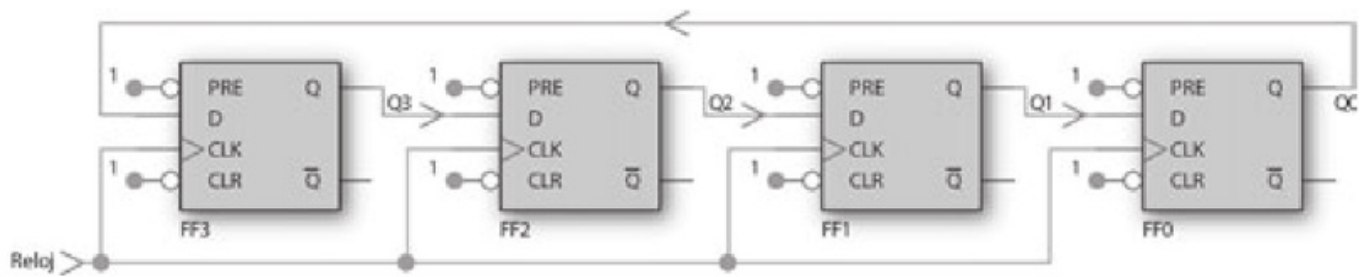 1 1 1 1
PRE Q PRE Q PRE Q PRE Q
Q3 Q2 Q1 Q0
D D D D
CLK CLK CLK CLK
1 1 1 1
CLR Q̅ CLR Q̅ CLR Q̅ CLR Q̅
FF3 FF2 FF1 FF0
Reloj